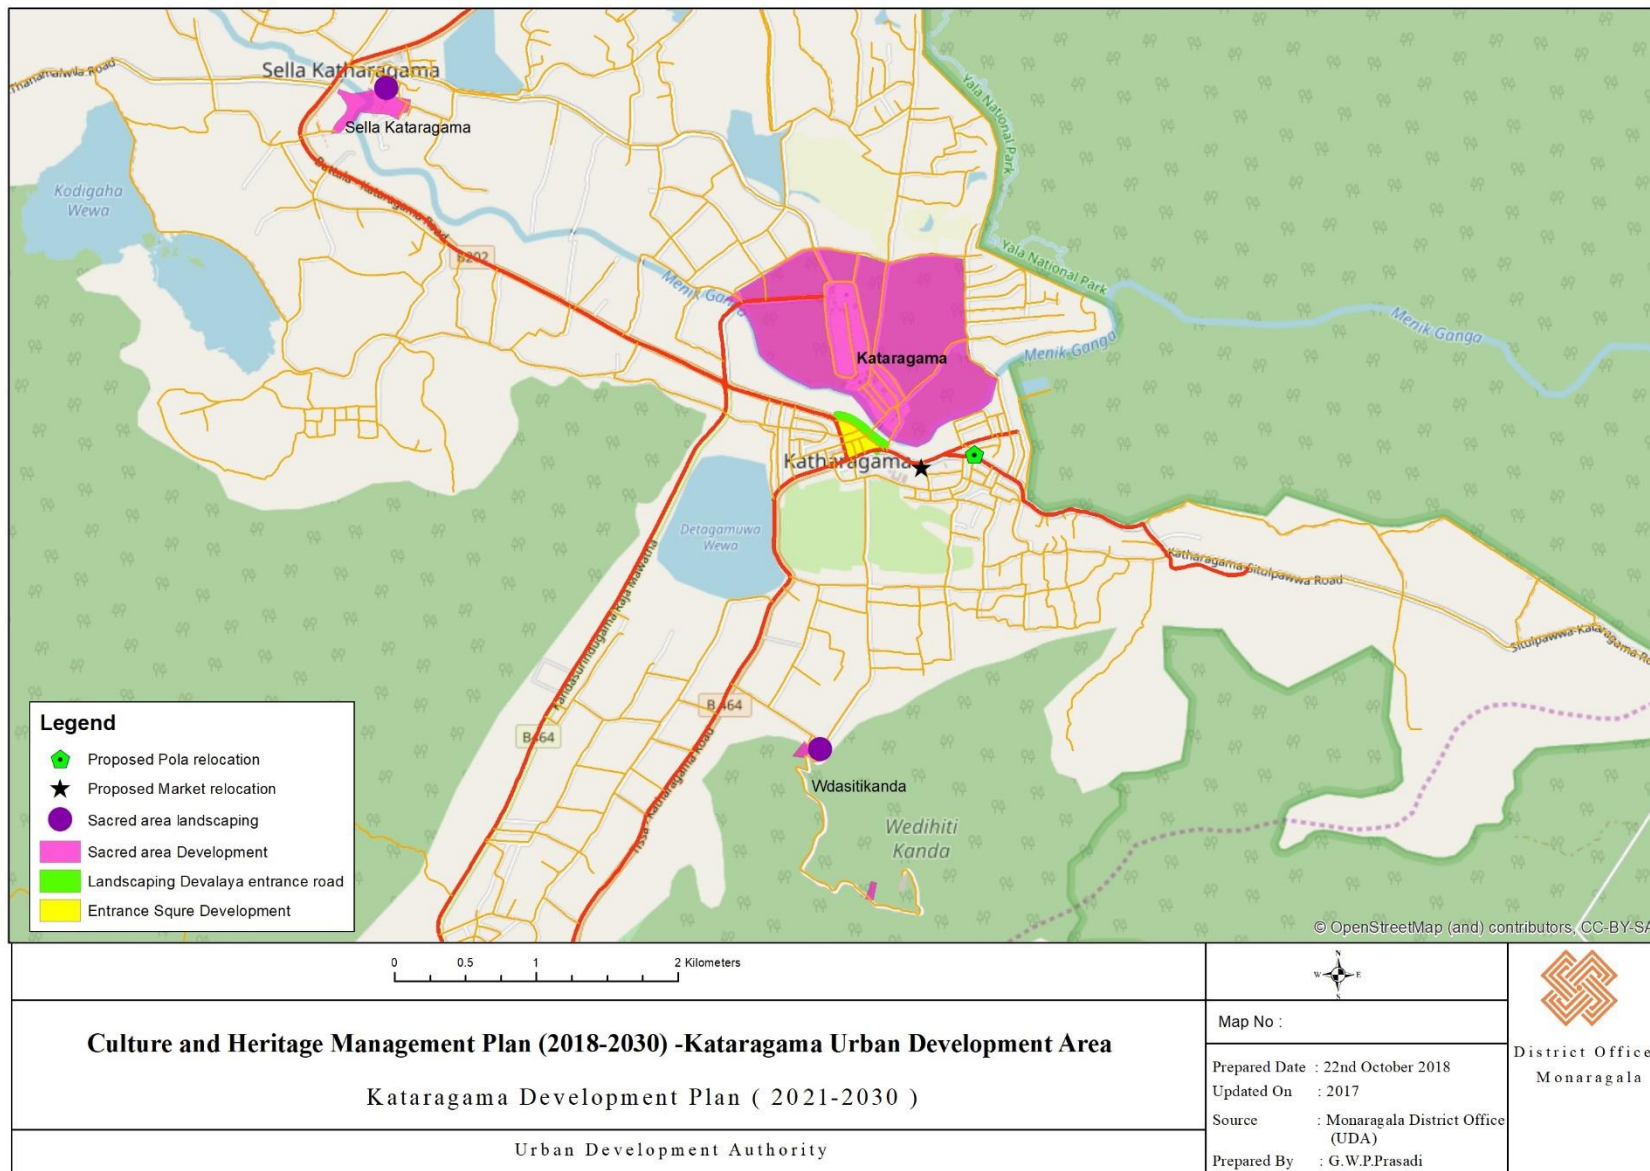 Thanamalwila Road
Sella Katharagama
Sella Kataragama
Yala National Park
Kodigaha
Wewa
Buttala - Kataragama Road
B202
Menik Ganga
Yala National Park
Menik Ganga
Menik Ganga
Kataragama
Katharagama
Detagamuwa
Wewa
Katharagama Situlpawwa Road
Situlpawwa-Kataragama Ro
Kandasurindugama Raja Mawatha
B464
B 464
Tissa - Katharagama Road
Wdasitikanda
Wedihiti
Kanda
Legend
Proposed Pola relocation
Proposed Market relocation
Sacred area landscaping
Sacred area Development
Landscaping Devalaya entrance road
Entrance Squre Development
© OpenStreetMap (and) contributors, CC-BY-SA
0 0.5 1 2 Kilometers
N
W E
S
Culture and Heritage Management Plan (2018-2030) -Kataragama Urban Development Area
Kataragama Development Plan ( 2021-2030 )
Urban Development Authority
Map No :
Prepared Date : 22nd October 2018
Updated On : 2017
Source : Monaragala District Office
(UDA)
Prepared By : G.W.P.Prasadi
District Office
Monaragala